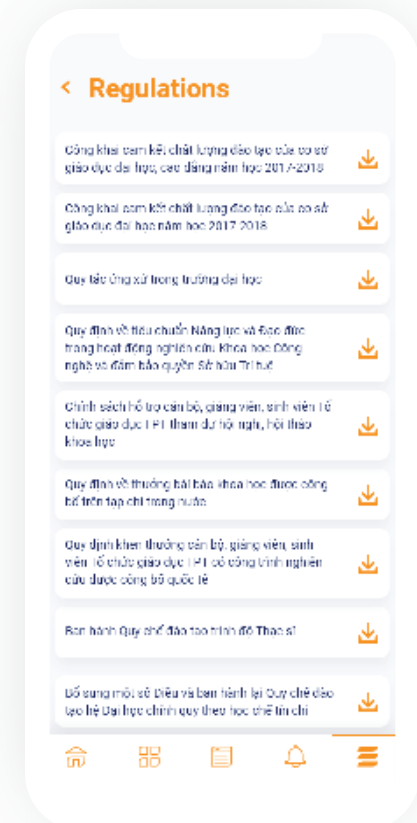 Regulations
Công khai cam kết chất lượng đào tạo của cơ sở
giáo dục đại học, cao đẳng năm học 2017-2018
Công khai cam kết chất lượng đào tạo của cơ sở
giáo dục đại học năm học 2017-2018
Quy tắc ứng xử trong trường đại học
Quy định về tiêu chuẩn Năng lực và Đạo đức
trong hoạt động nghiên cứu Khoa học Công
nghệ và đảm bảo quyền Sở hữu Trí tuệ
Chính sách hỗ trợ cán bộ, giảng viên, sinh viên Tổ
chức giáo dục FPT tham dự hội nghị, hội thảo
khoa học
Quy định về thưởng bài báo khoa học được công
bố trên tạp chí trong nước
Quy định khen thưởng cán bộ, giảng viên, sinh
viên Tổ chức giáo dục FPT có công trình nghiên
cứu được công bố quốc tế
Ban hành Quy chế đào tạo trình độ Thạc sĩ
Bổ sung một số Điều và ban hành lại Quy chế đào
tạo hệ Đại học chính quy theo học chế tín chỉ